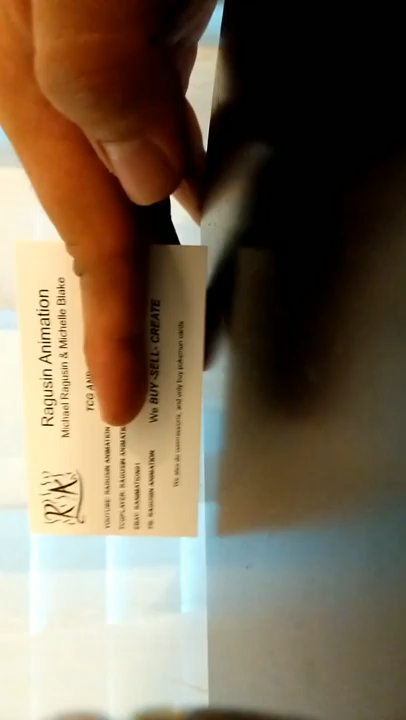 Ragusin Animation
Michael Ragusin & Michelle Blake
TCG AND
YOUTUBE: RAGUSIN ANIMATION
TCGPLAYER: RAGUSIN ANIMATI
EBAY: RANIMATION01
FB: RAGUSIN ANIMATION
We BUY -SELL- CREATE
We also do commissions, and only buy pokemon cards